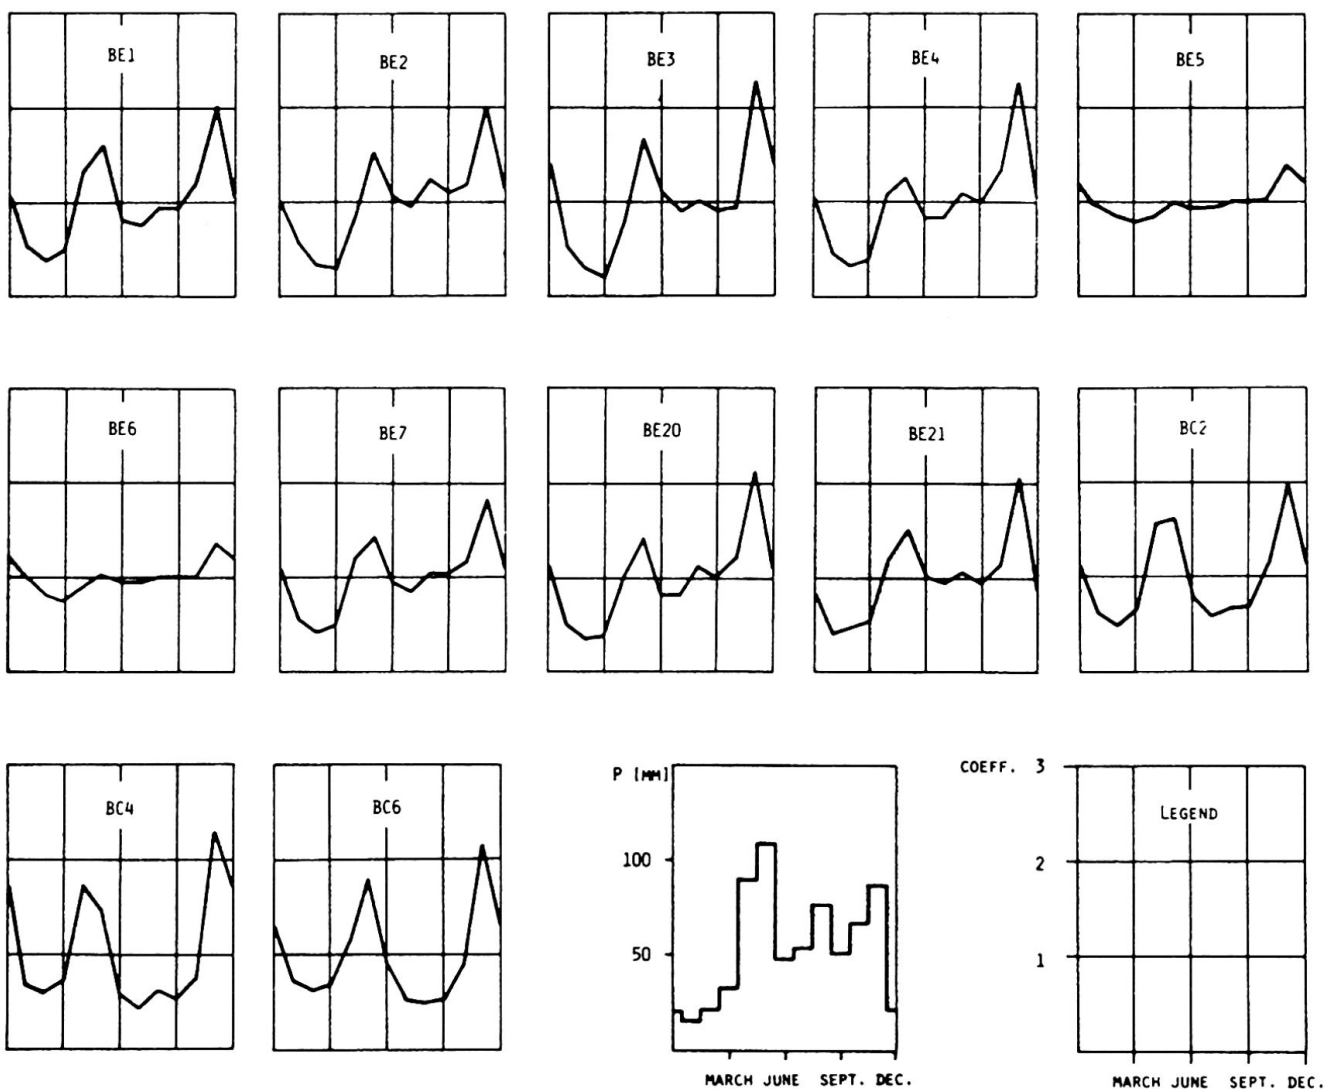 BE1
BE2
BE3
BE4
BE5
BE6
BE7
BE20
BE21
BC2
BC4
BC6
P [MM]
100
50
MARCH JUNE SEPT. DEC.
COEFF. 3
LEGEND
2
1
MARCH JUNE SEPT. DEC.